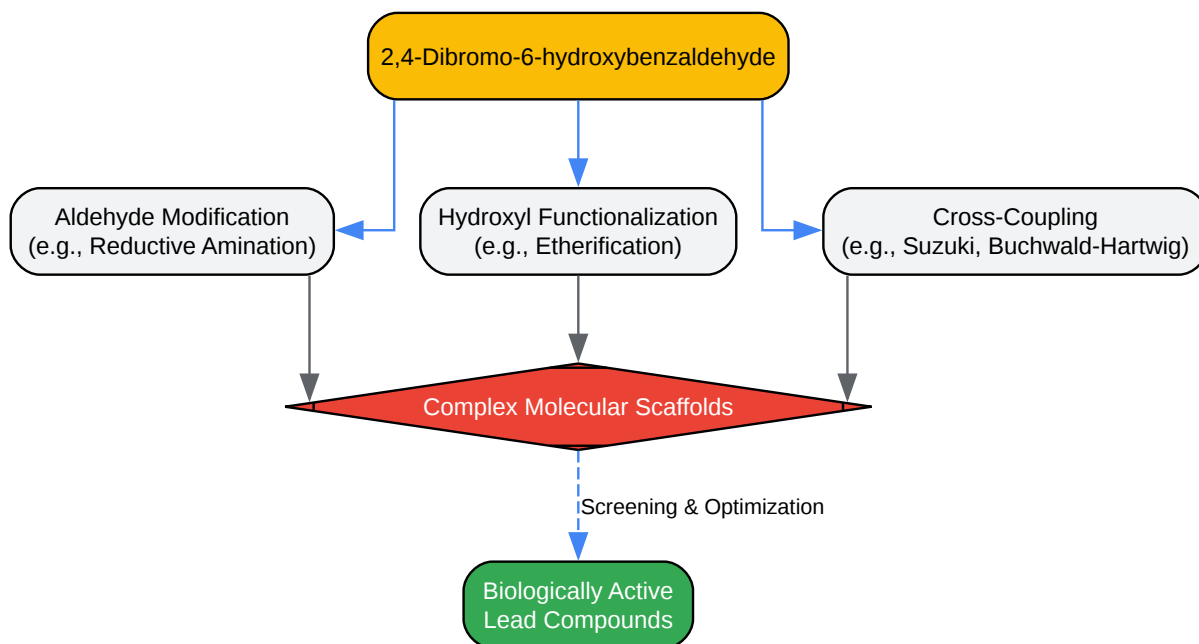 2,4-Dibromo-6-hydroxybenzaldehyde
Aldehyde Modification
(e.g., Reductive Amination)
Hydroxyl Functionalization
(e.g., Etherification)
Cross-Coupling
(e.g., Suzuki, Buchwald-Hartwig)
Complex Molecular Scaffolds
Screening & Optimization
Biologically Active
Lead Compounds